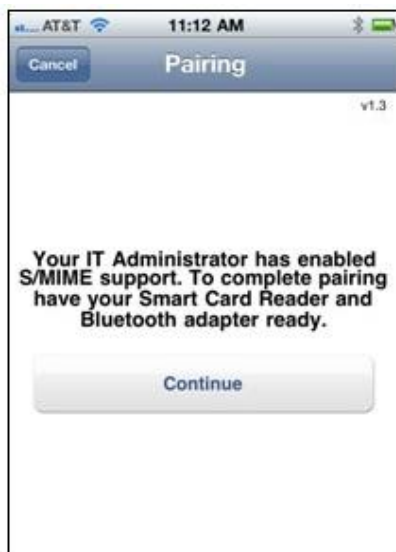 AT&T 11:12 AM
Cancel Pairing
v1.3
Your IT Administrator has enabled
S/MIME support. To complete pairing
have your Smart Card Reader and
Bluetooth adapter ready.
Continue